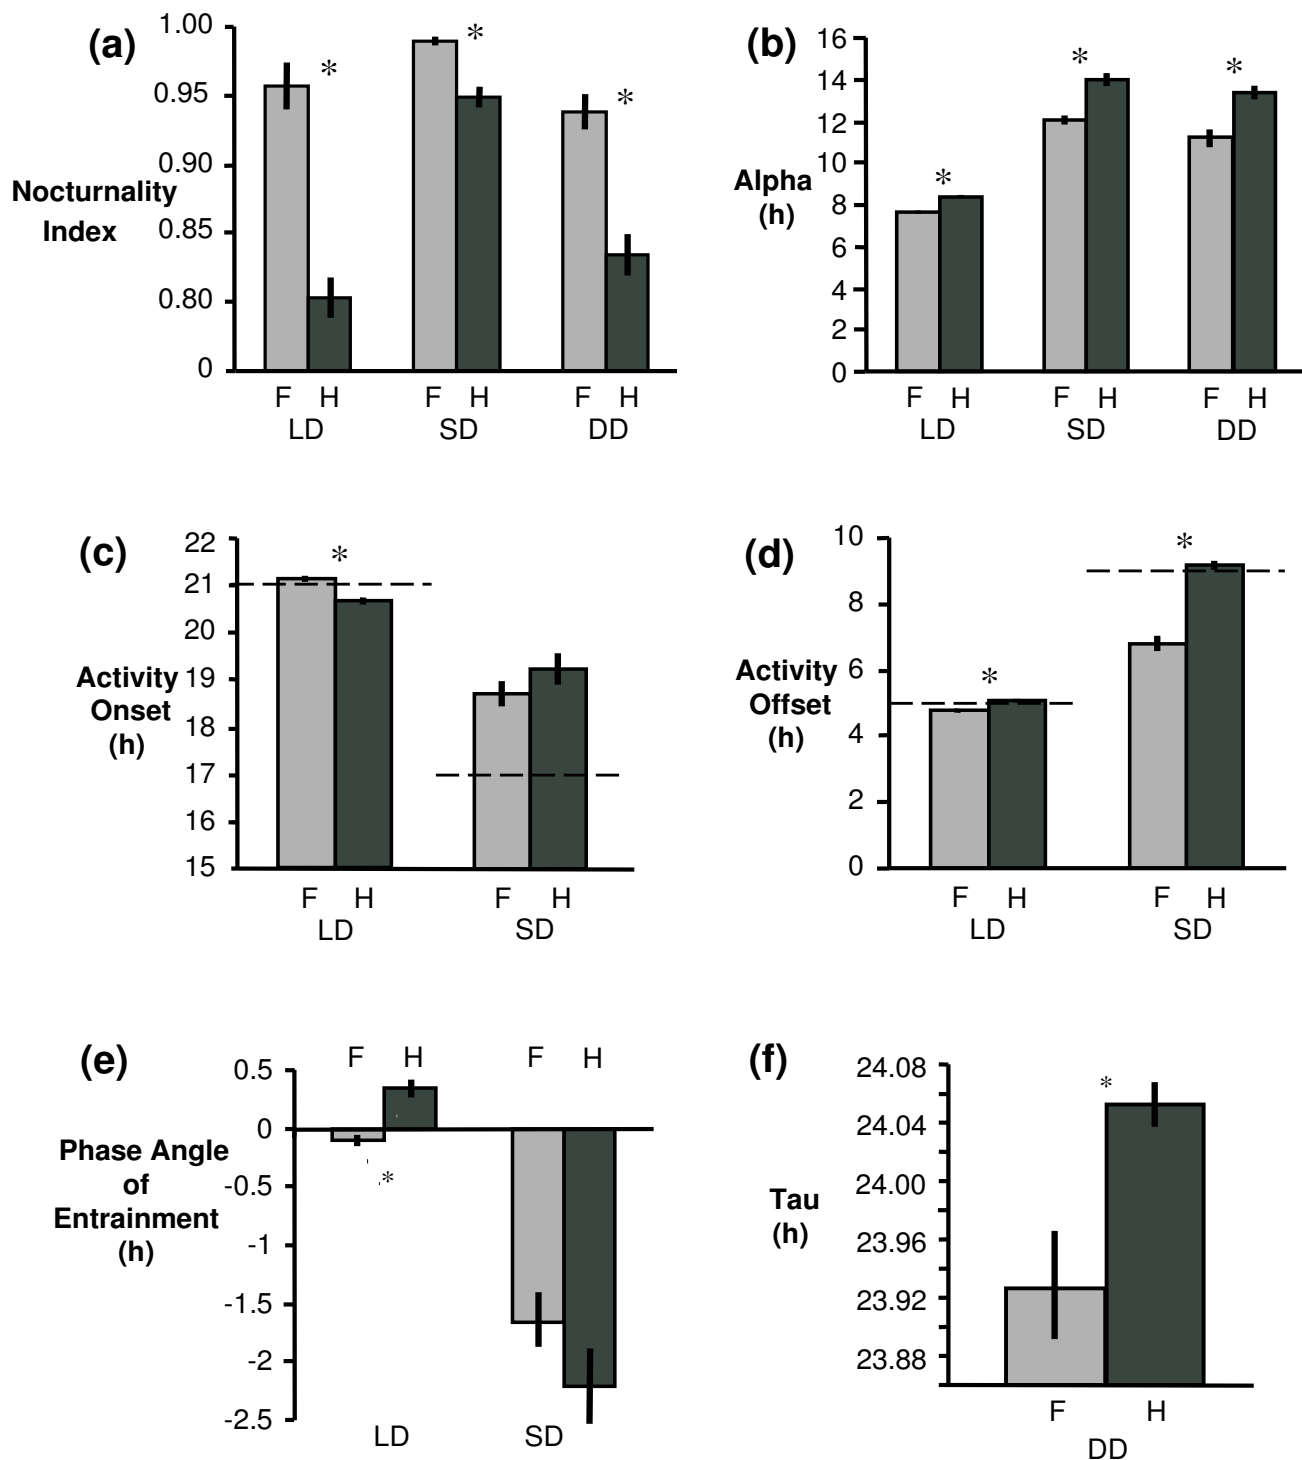 (a)
1.00
0.95
0.90
0.85
0.80
0
Nocturnality
Index
*
*
*
F H F H F H
LD SD DD
(b)
16
14
12
10
8
6
4
2
0
Alpha
(h)
*
*
*
F H F H F H
LD SD DD
(c)
22
21
20
19
18
17
16
15
Activity
Onset
(h)
*
F H F H
LD SD
(d)
10
8
6
4
2
0
Activity
Offset
(h)
*
*
F H F H
LD SD
(e)
F H F H
0.5
0
-0.5
-1
-1.5
-2
-2.5
Phase Angle
of
Entrainment
(h)
*
LD SD
(f)
24.08
24.04
24.00
23.96
23.92
23.88
Tau
(h)
*
F H
DD